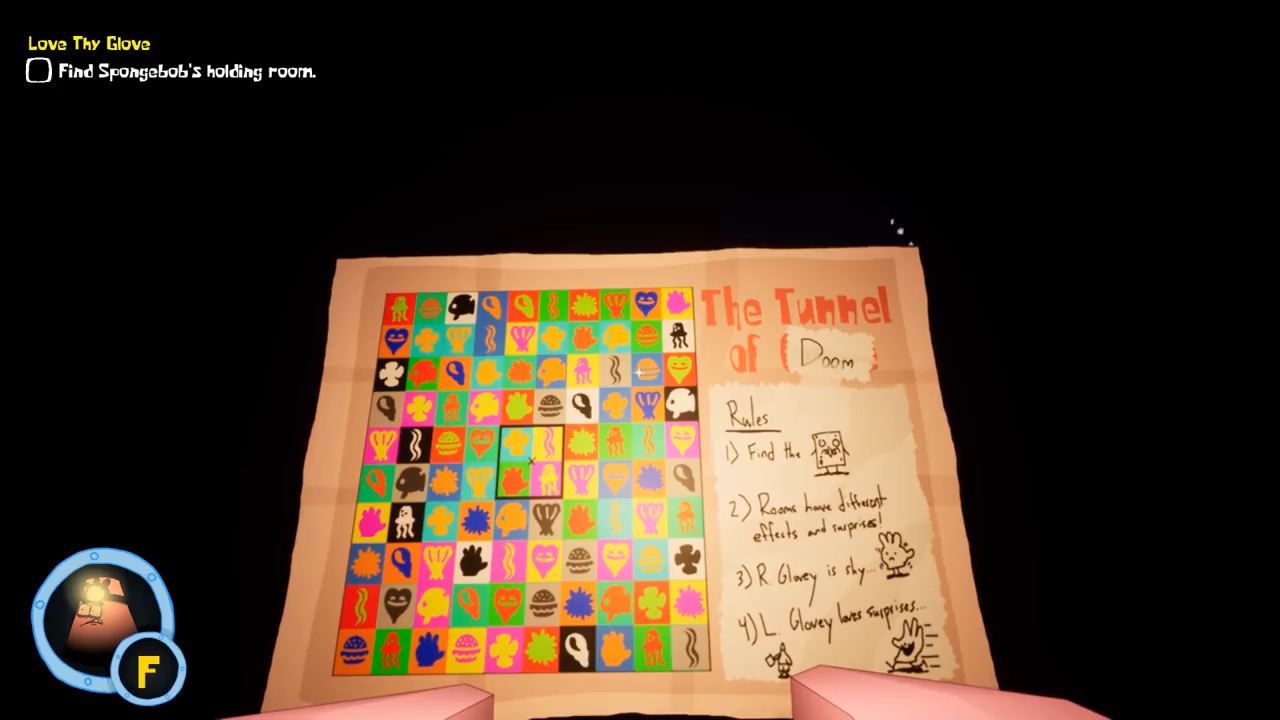 Love Thy Glove
Find Spongebob's holding room.
The Tunnel
of Doom
Rules
1) Find the
2) Rooms have different
effects and surprises!
3) R. Glovey is shy...
4) L. Glovey loves surprises...
F